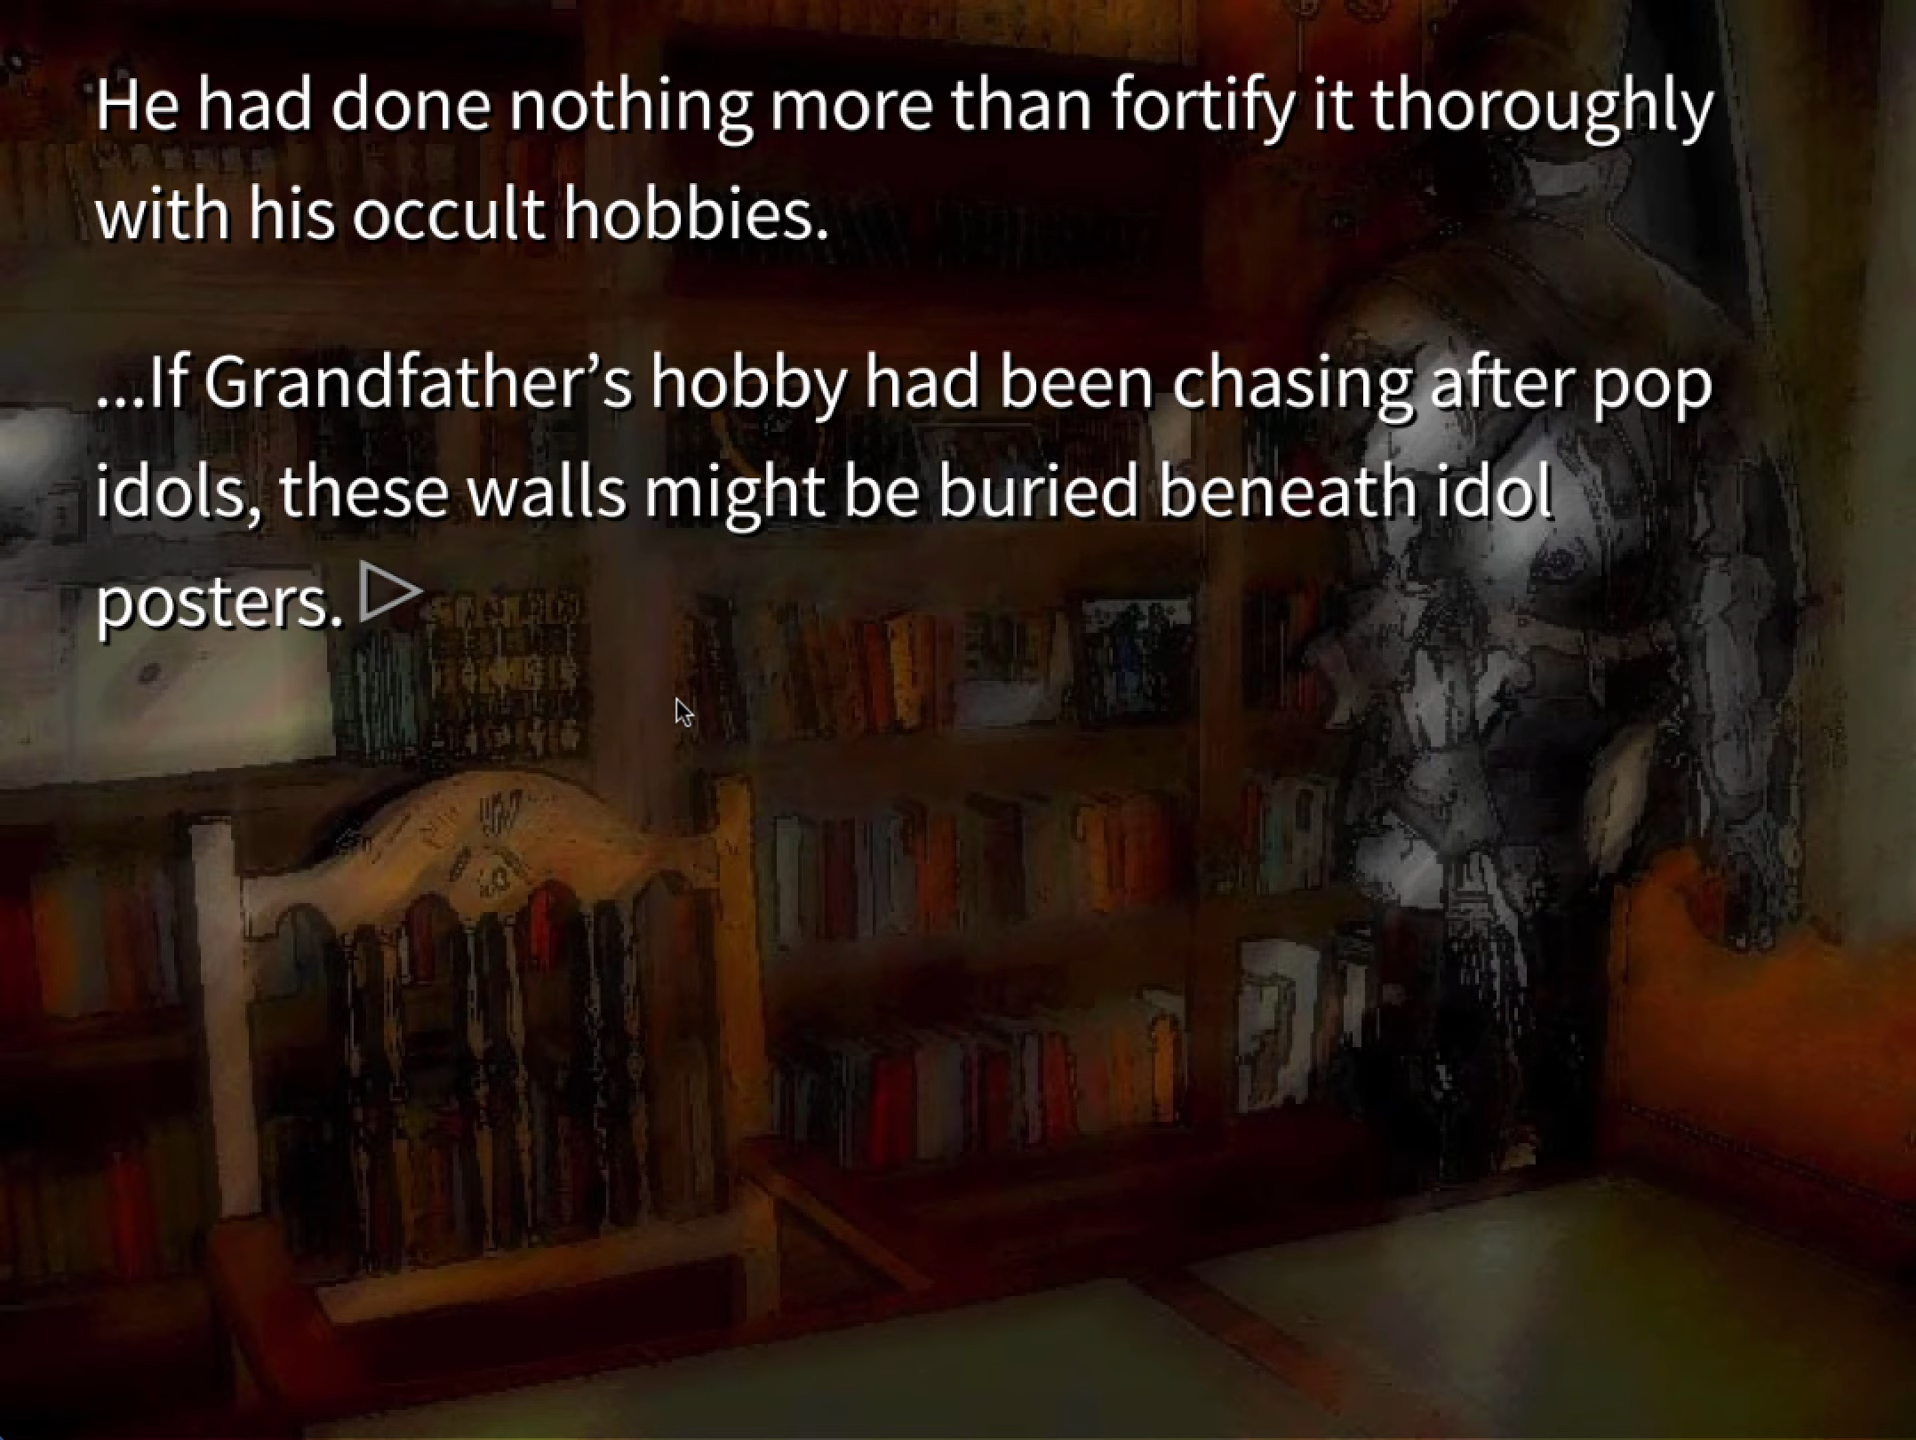 He had done nothing more than fortify it thoroughly
with his occult hobbies.
...If Grandfather’s hobby had been chasing after pop
idols, these walls might be buried beneath idol
posters.